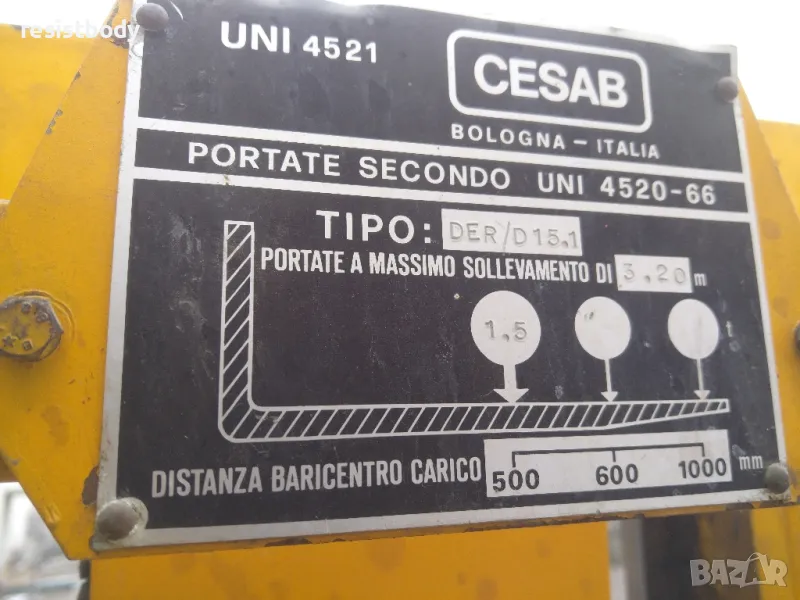 resistbody
UNI 4521
CESAB
BOLOGNA - ITALIA
PORTATE SECONDO UNI 4520-66
TIPO: DER/D15.1
PORTATE A MASSIMO SOLLEVAMENTO DI 3.20 m
1.5 t
DISTANZA BARICENTRO CARICO 500 600 1000 mm
BAZAR